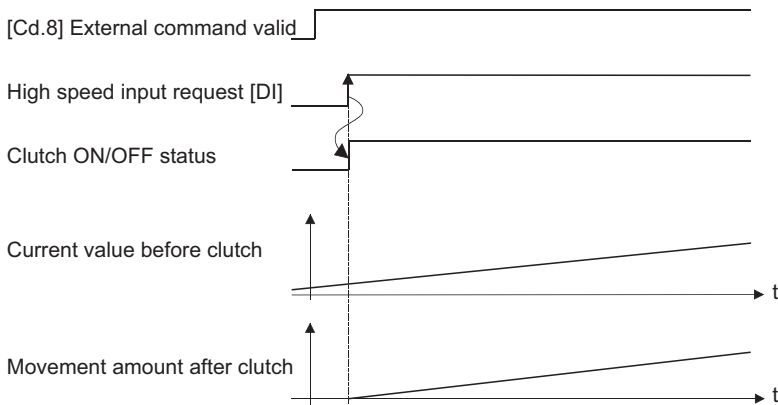 [Cd.8] External command valid
High speed input request [DI]
Clutch ON/OFF status
Current value before clutch
t
Movement amount after clutch
t